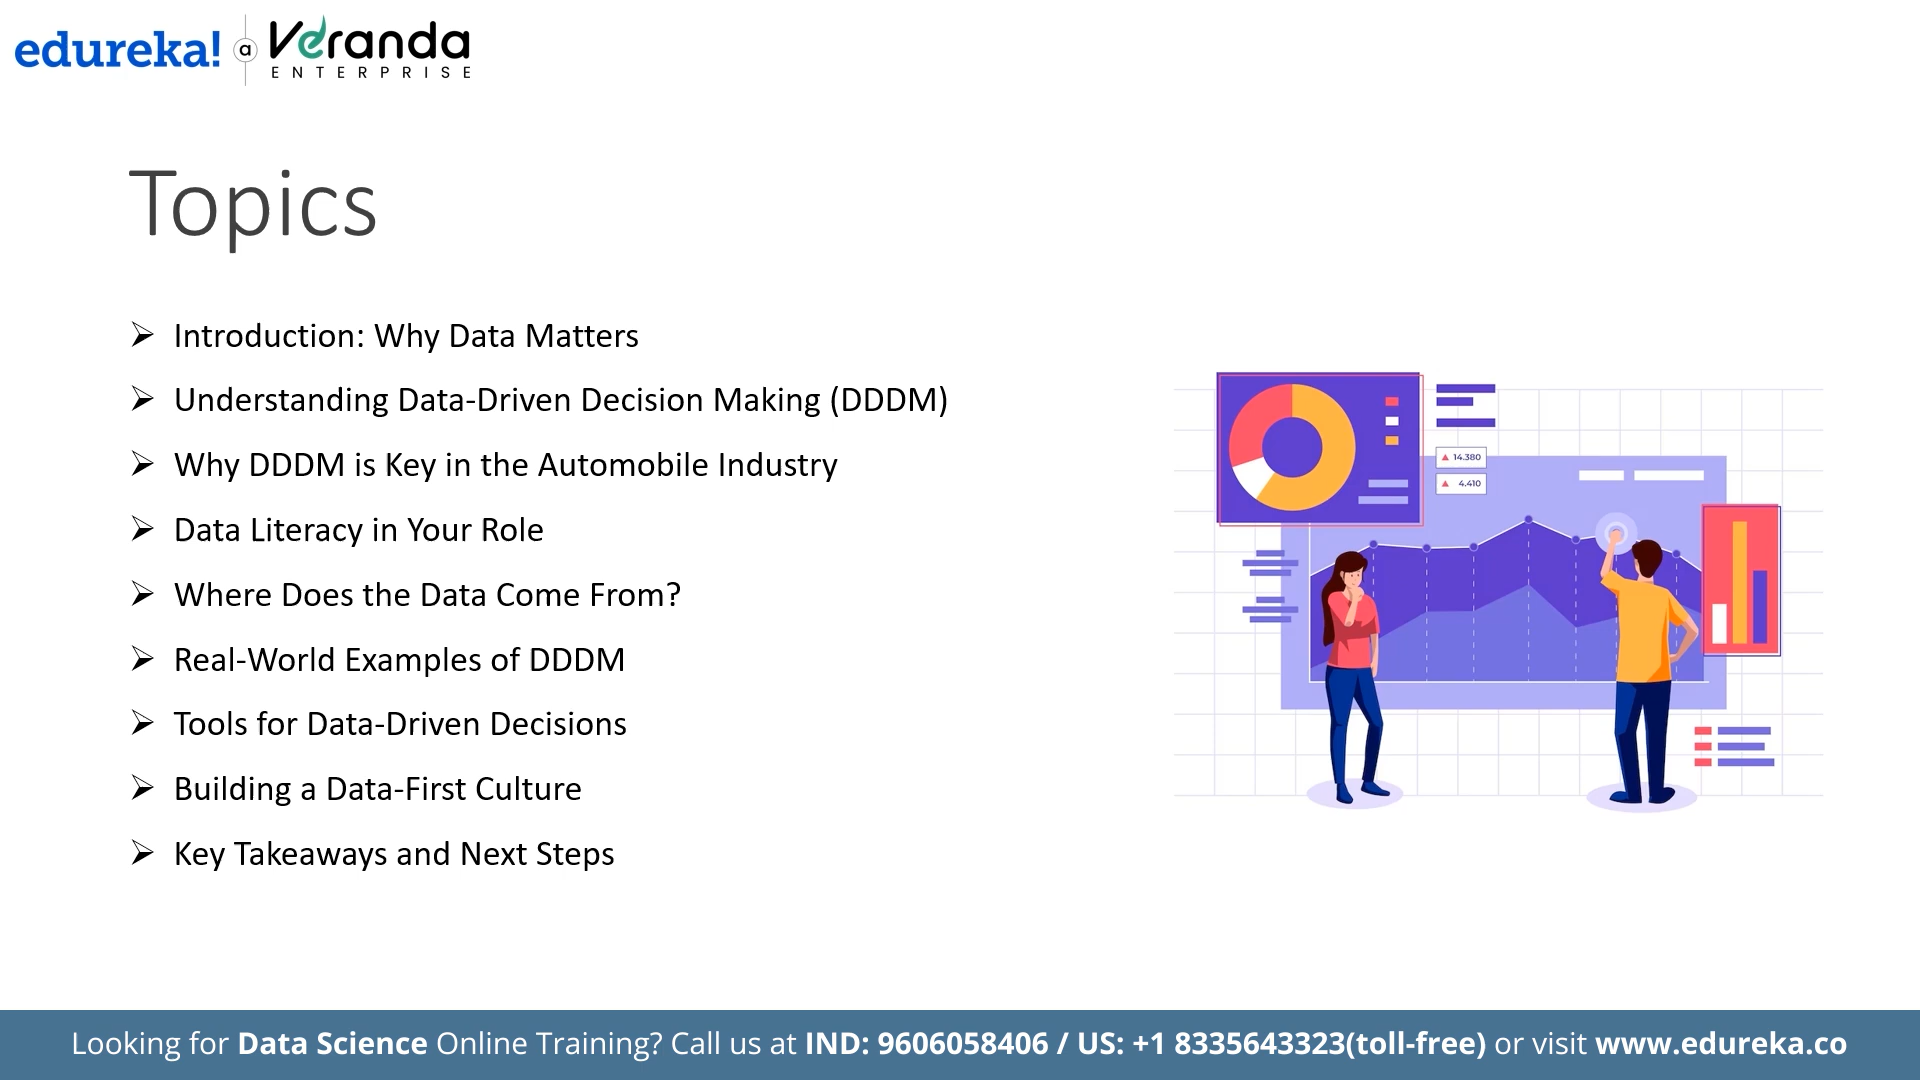 edureka! a Veranda
ENTERPRISE
Topics
➢ Introduction: Why Data Matters
➢ Understanding Data-Driven Decision Making (DDDM)
➢ Why DDDM is Key in the Automobile Industry
➢ Data Literacy in Your Role
➢ Where Does the Data Come From?
➢ Real-World Examples of DDDM
➢ Tools for Data-Driven Decisions
➢ Building a Data-First Culture
➢ Key Takeaways and Next Steps
14.380
4.410
Looking for Data Science Online Training? Call us at IND: 9606058406 / US: +1 8335643323(toll-free) or visit www.edureka.co